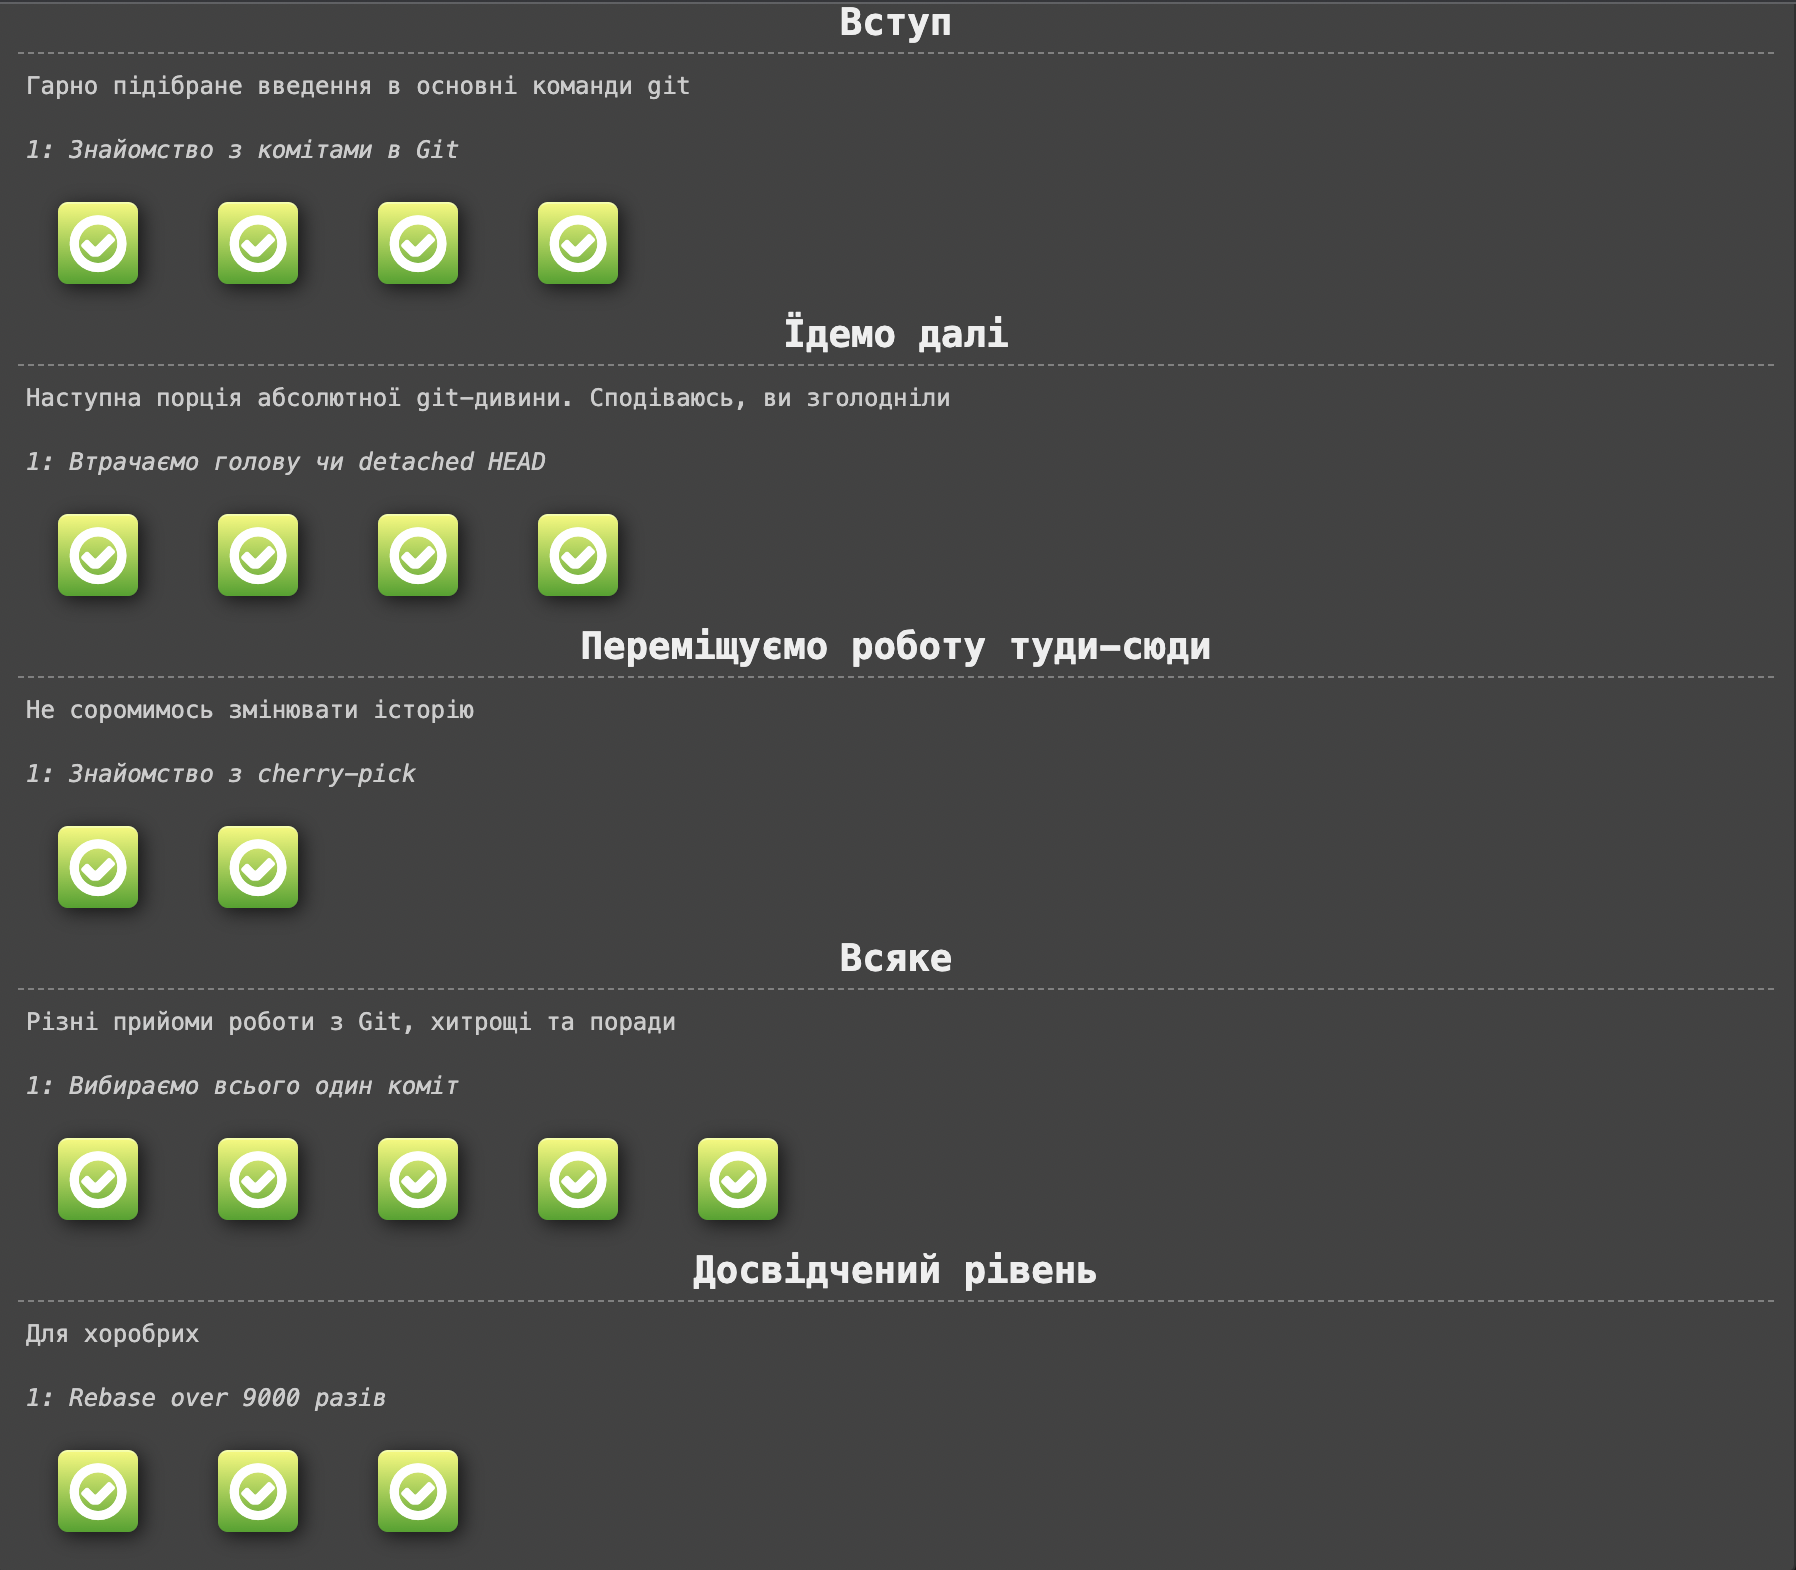 Вступ
Гарно підібране введення в основні команди git
1: Знайомство з комітами в Git
Їдемо далі
Наступна порція абсолютної git-дивини. Сподіваюсь, ви зголодніли
1: Втрачаємо голову чи detached HEAD
Переміщуємо роботу туди-сюди
Не соромимось змінювати історію
1: Знайомство з cherry-pick
Всяке
Різні прийоми роботи з Git, хитрощі та поради
1: Вибираємо всього один коміт
Досвідчений рівень
Для хоробрих
1: Rebase over 9000 разів